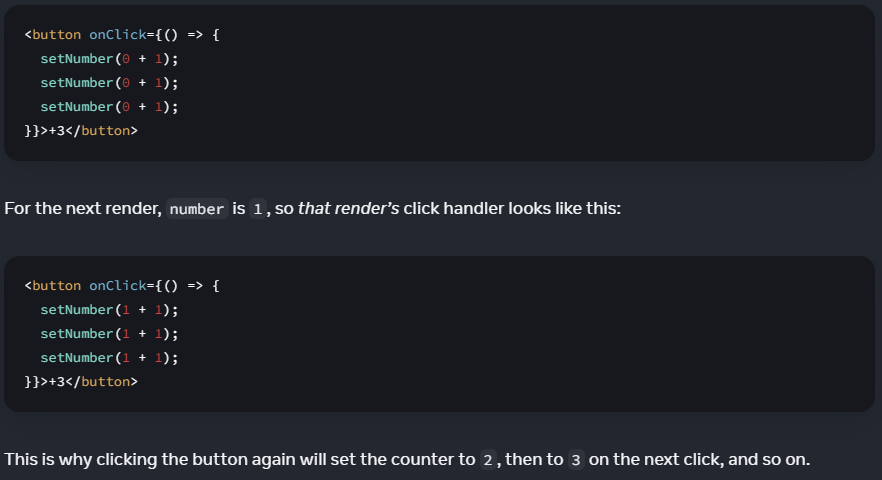 <button onClick={() => {
  setNumber(0 + 1);
  setNumber(0 + 1);
  setNumber(0 + 1);
}}>+3</button>
For the next render, number is 1, so that render’s click handler looks like this:
<button onClick={() => {
  setNumber(1 + 1);
  setNumber(1 + 1);
  setNumber(1 + 1);
}}>+3</button>
This is why clicking the button again will set the counter to 2, then to 3 on the next click, and so on.